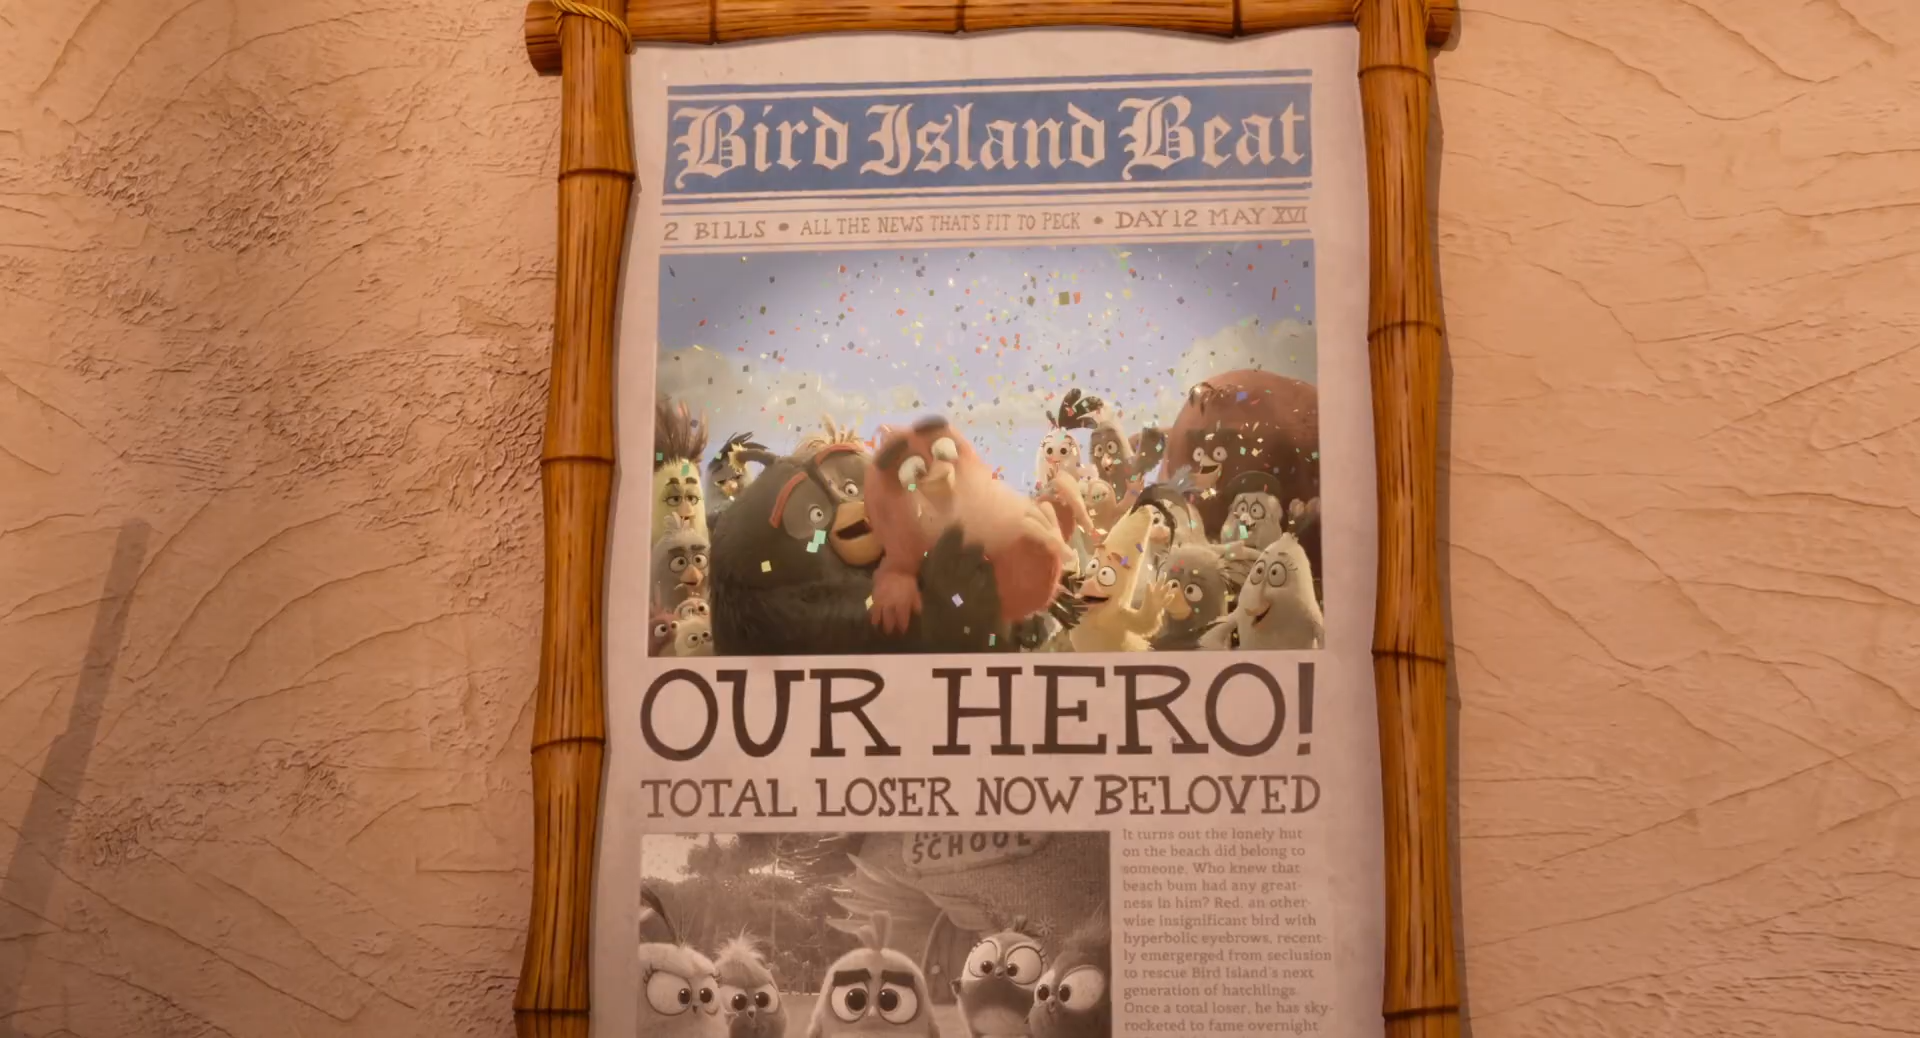 Bird Island Beat
2 BILLS • ALL THE NEWS THAT'S FIT TO PECK • DAY 12 MAY XVI
OUR HERO!
TOTAL LOSER NOW BELOVED
SCHOOL
It turns out the lonely hut
on the beach did belong to
someone. Who knew that
beach bum had any great-
ness in him? Red, an other-
wise insignificant bird with
hyperbolic eyebrows, recent-
ly emergerged from seclusion
to rescue Bird Island's next
generation of hatchlings.
Once a total loser, he has sky-
rocketed to fame overnight